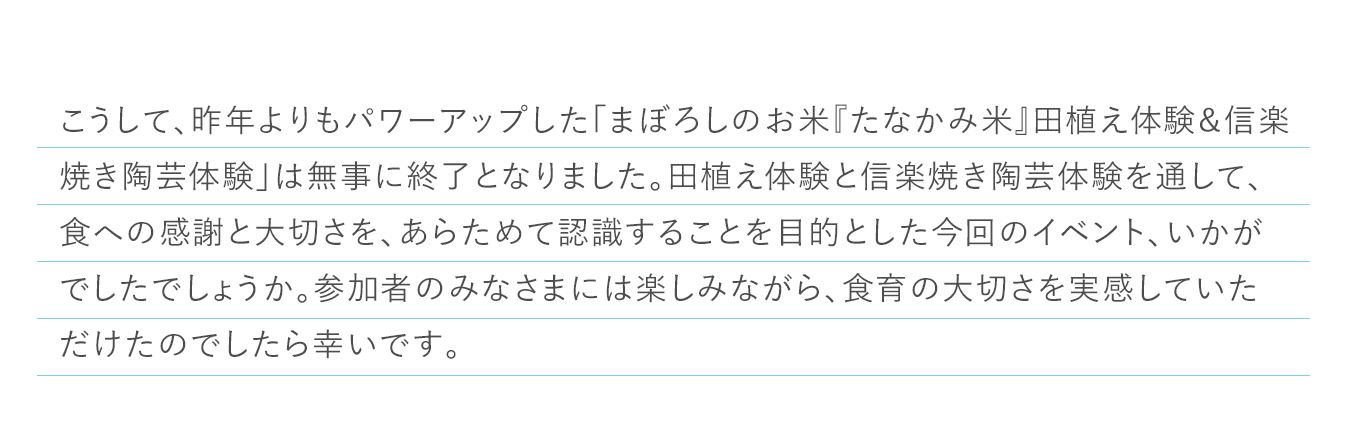 こうして、昨年よりもパワーアップした「まぼろしのお米『たなかみ米』田植え体験&信楽
焼き陶芸体験」は無事に終了となりました。田植え体験と信楽焼き陶芸体験を通して、
食への感謝と大切さを、あらためて認識することを目的とした今回のイベント、いかが
でしたでしょうか。参加者のみなさまには楽しみながら、食育の大切さを実感していた
だけたのでしたら幸いです。